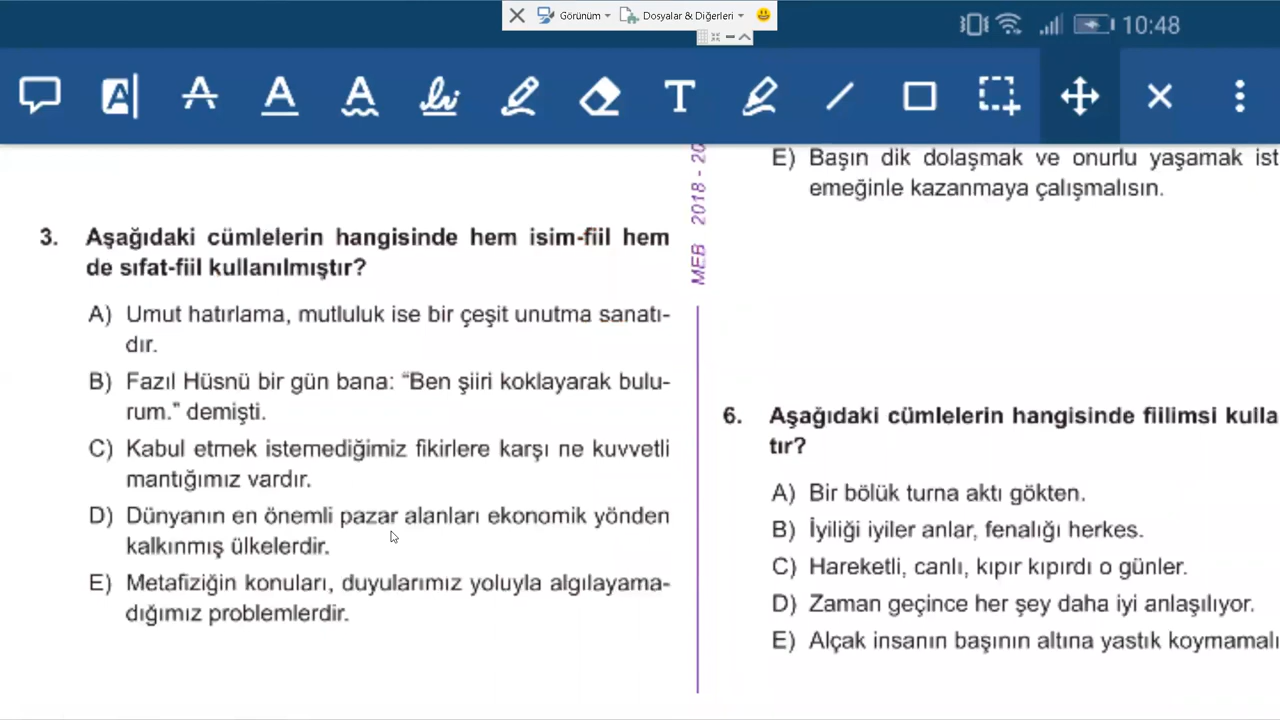 Görünüm
Dosyalar & Diğerleri
10:48
3. Aşağıdaki cümlelerin hangisinde hem isim-fiil hem
de sıfat-fiil kullanılmıştır?
A) Umut hatırlama, mutluluk ise bir çeşit unutma sanatı-
dır.
B) Fazıl Hüsnü bir gün bana: “Ben şiiri koklayarak bulu-
rum.” demişti.
C) Kabul etmek istemediğimiz fikirlere karşı ne kuvvetli
mantığımız vardır.
D) Dünyanın en önemli pazar alanları ekonomik yönden
kalkınmış ülkelerdir.
E) Metafiziğin konuları, duyularımız yoluyla algılayama-
dığımız problemlerdir.
MEB 2018 - 20
E) Başın dik dolaşmak ve onurlu yaşamak ist
emeğinle kazanmaya çalışmalısın.
6. Aşağıdaki cümlelerin hangisinde fiilimsi kulla
tır?
A) Bir bölük turna aktı gökten.
B) İyiliği iyiler anlar, fenalığı herkes.
C) Hareketli, canlı, kıpır kıpırdı o günler.
D) Zaman geçince her şey daha iyi anlaşılıyor.
E) Alçak insanın başının altına yastık koymamalı